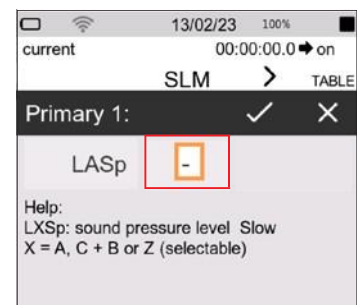 13/02/23 100%
current 00:00:00.0 ➡ on
SLM > TABLE
Primary 1: ✓ ✕
LASp -
Help:
LXSp: sound pressure level Slow
X = A, C + B or Z (selectable)